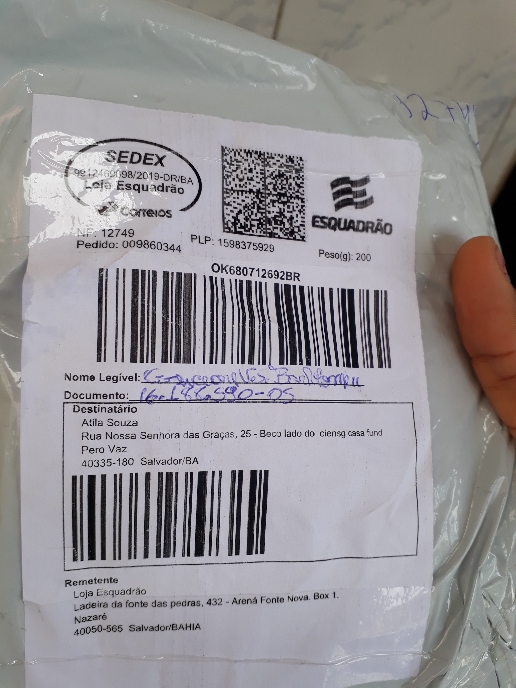 SEDEX
9912469098/2019-DR/BA
Loja Esquadrão
Correios
ESQUADRÃO
NF: 12749
PLP: 1598375929
Pedido: 009860344
Peso(g): 200
OK680712692BR
Nome Legível:
Documento:
Destinatário
Atila Souza
Rua Nossa Senhora das Graças, 25 - Beco lado do ciensg casa fund
Pero Vaz
40335-180 Salvador/BA
Remetente
Loja Esquadrão
Ladeira da fonte das pedras, 432 - Arená Fonte Nova. Box 1.
Nazaré
40050-565 Salvador/BAHIA